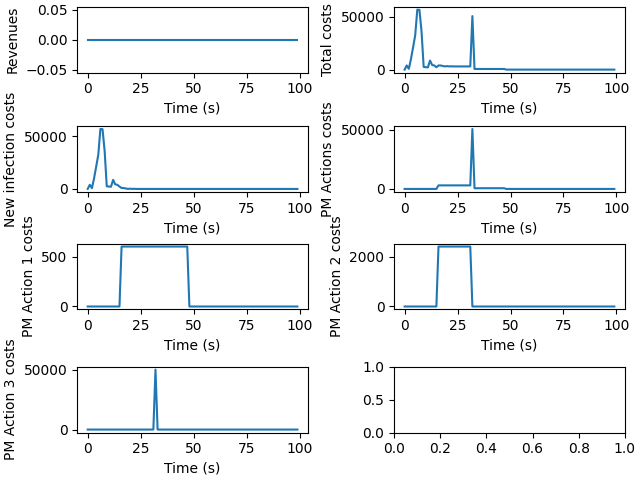 Revenues
0.05
0.00
−0.05
0 25 50 75 100
Time (s)
Total costs
50000
0
0 25 50 75 100
Time (s)
New infection costs
50000
0
0 25 50 75 100
Time (s)
PM Actions costs
50000
0
0 25 50 75 100
Time (s)
PM Action 1 costs
500
0
0 25 50 75 100
Time (s)
PM Action 2 costs
2000
0
0 25 50 75 100
Time (s)
PM Action 3 costs
50000
0
0 25 50 75 100
Time (s)
1.0
0.5
0.0
0.0 0.2 0.4 0.6 0.8 1.0